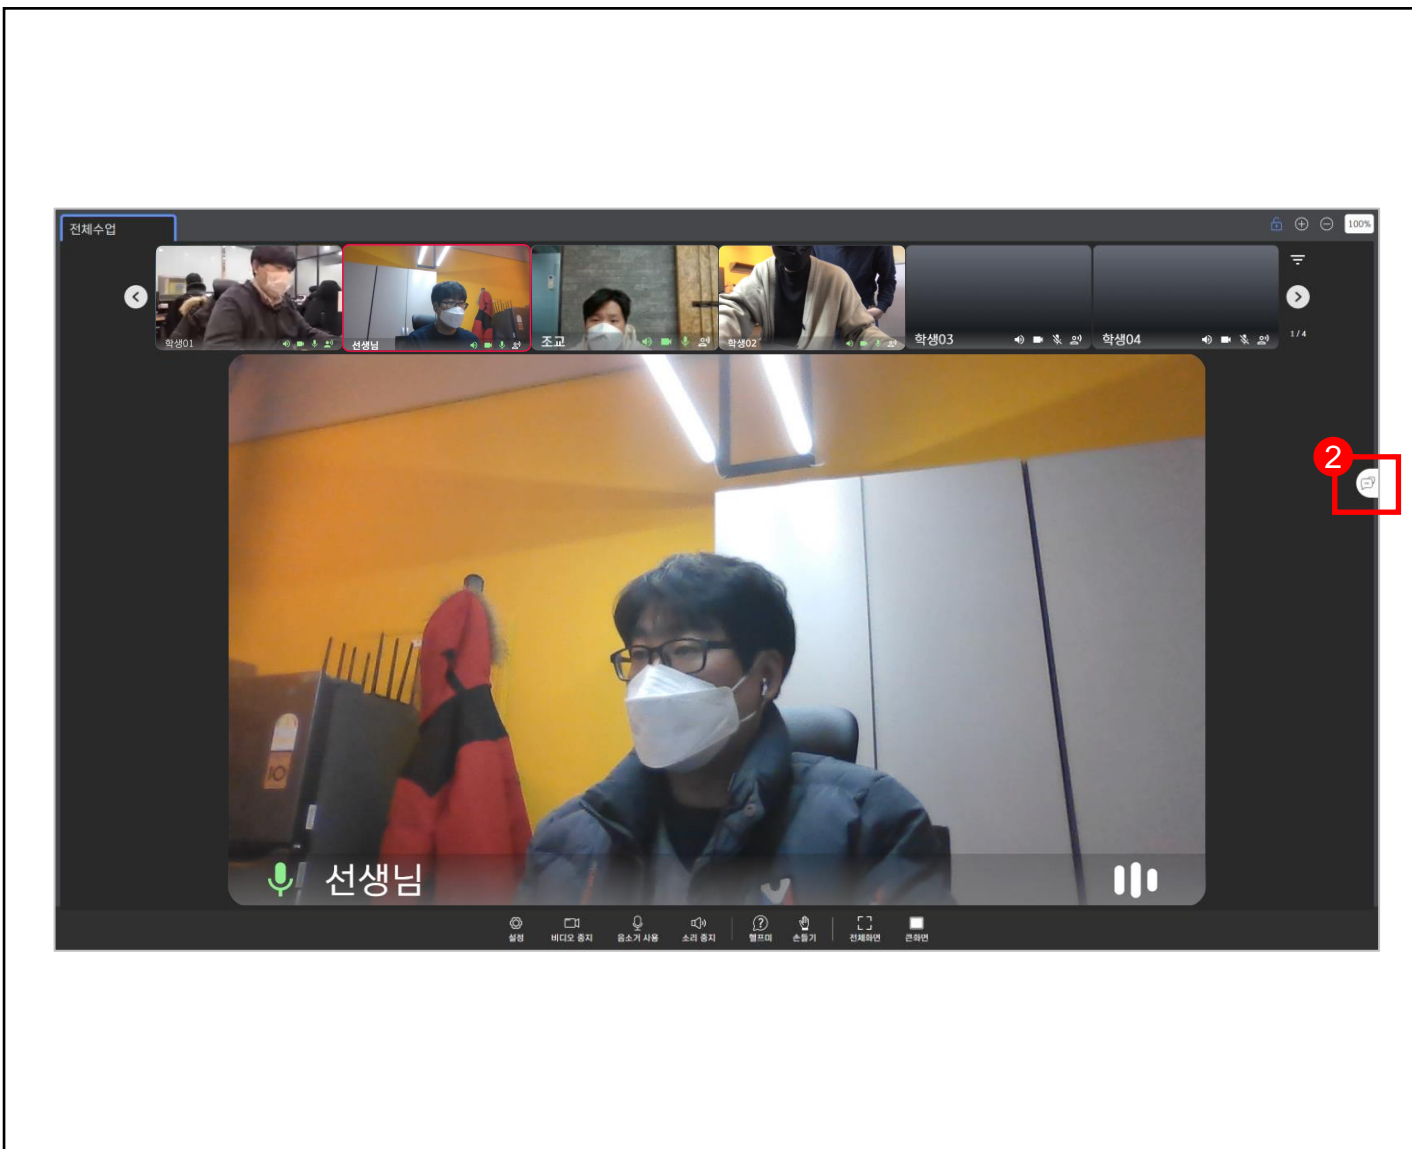 전체수업
100%
학생01
선생님
조교
학생02
학생03
학생04
1/4
2
선생님
설정
비디오 중지
음소거 사용
소리 중지
헬프미
손들기
전체화면
큰화면